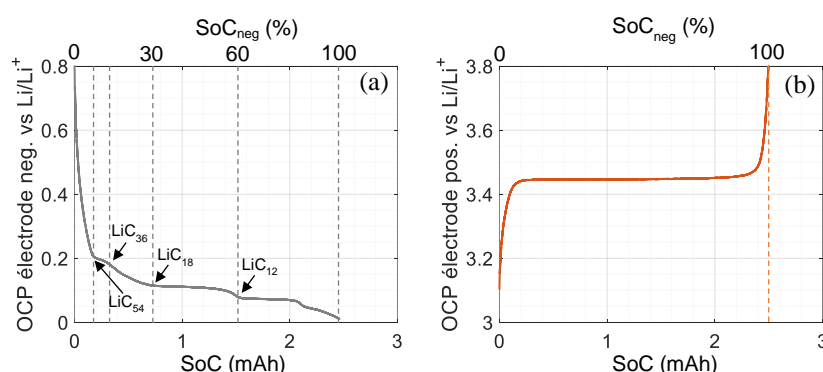 SoC_neg (%)
0 10 30 60 100
(a)
OCP électrode neg. vs Li/Li⁺
0.8
0.6
0.4
0.2
0
LiC₃₆
LiC₁₈
LiC₁₂
LiC₅₄
0 1 2 3
SoC (mAh)
SoC_neg (%)
0 100
(b)
OCP électrode pos. vs Li/Li⁺
3.8
3.6
3.4
3.2
3
0 1 2 3
SoC (mAh)